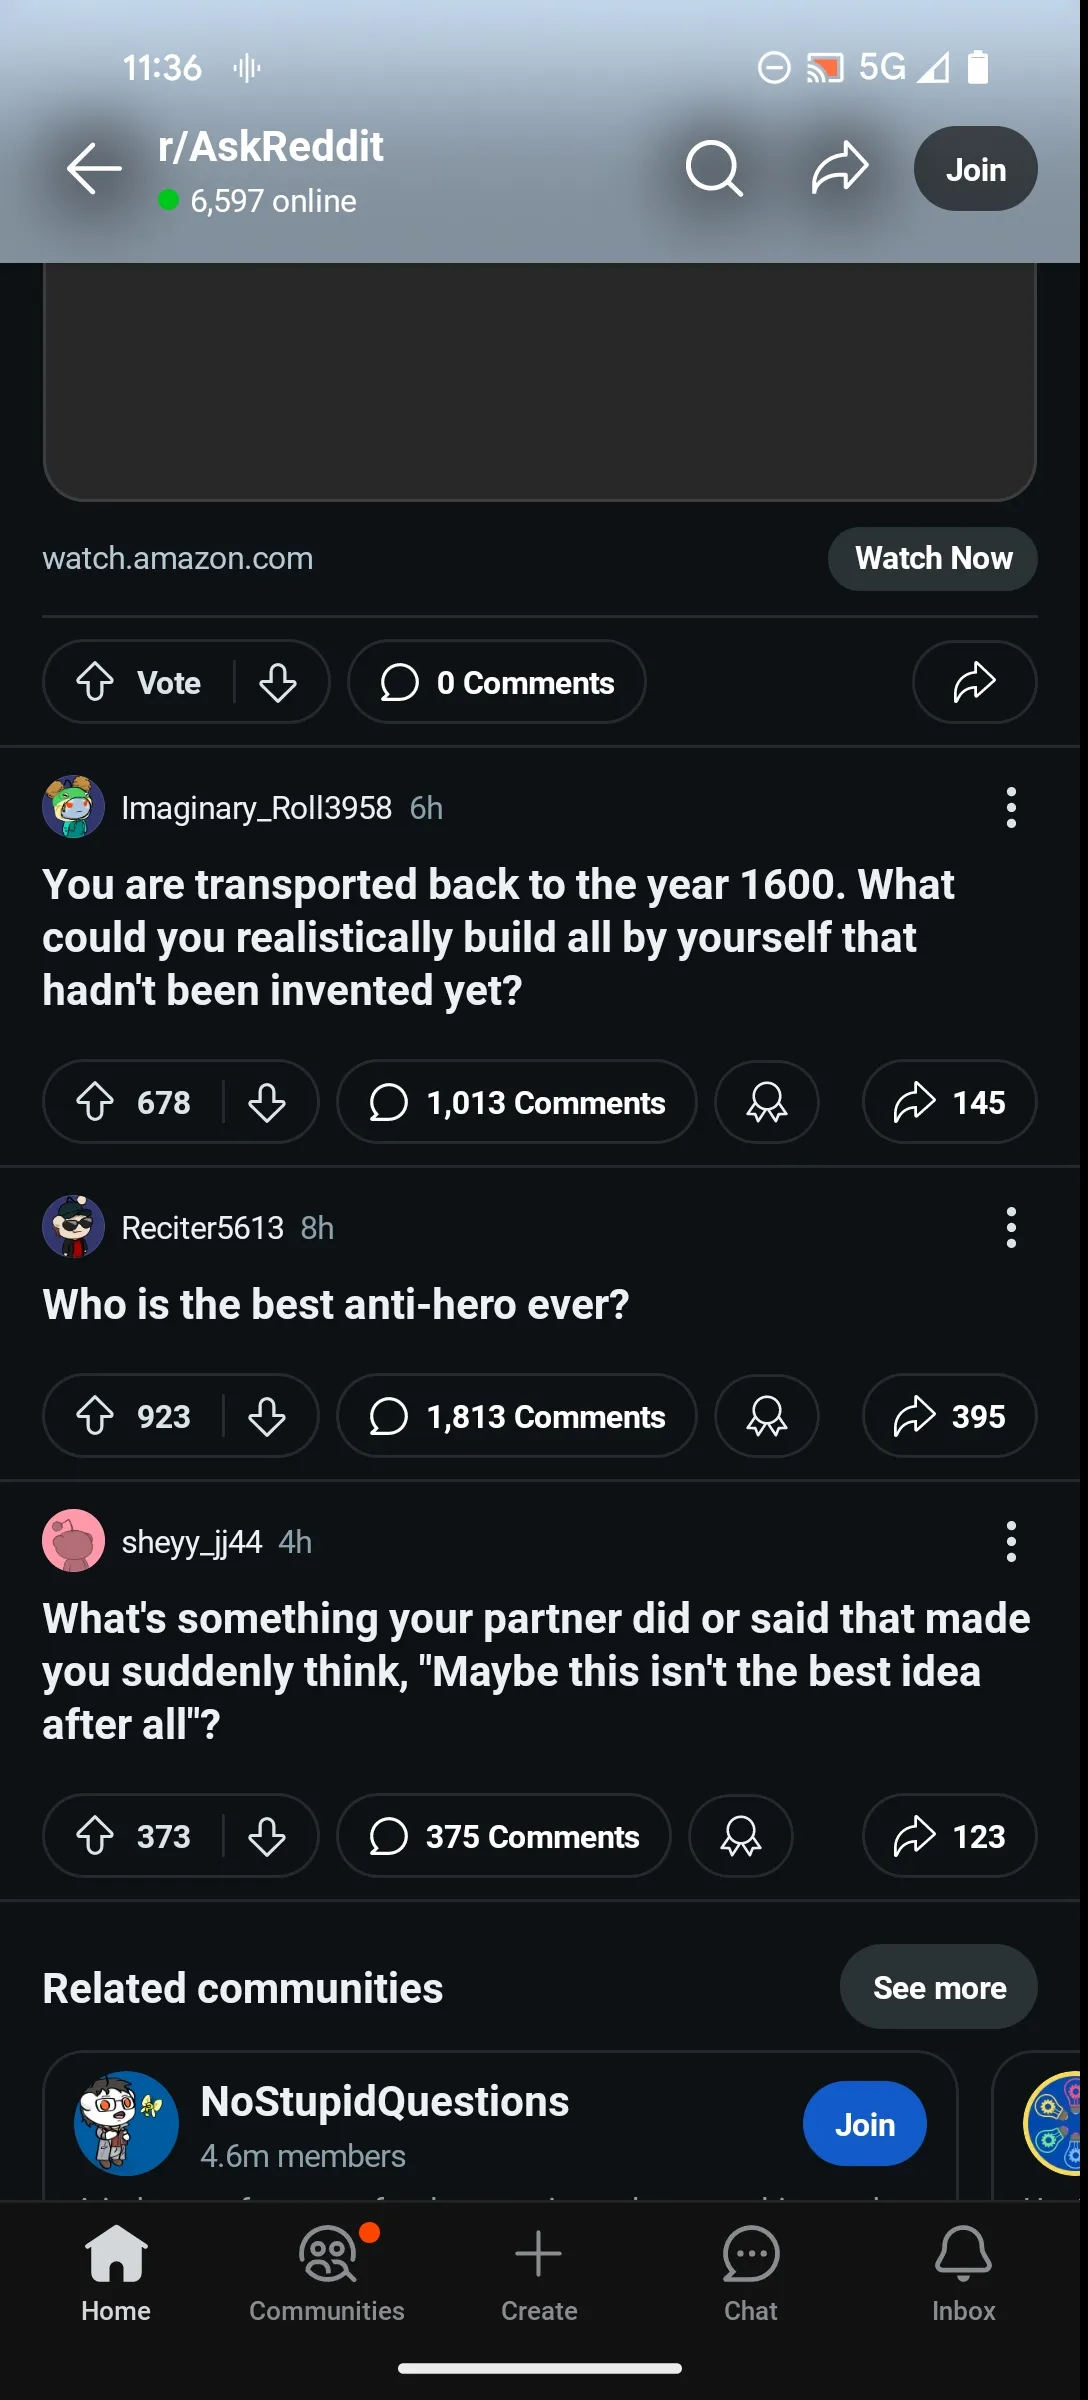 11:36
5G
r/AskReddit
6,597 online
Join
watch.amazon.com
Watch Now
Vote
0 Comments
Imaginary_Roll3958 6h
You are transported back to the year 1600. What
could you realistically build all by yourself that
hadn't been invented yet?
678
1,013 Comments
145
Reciter5613 8h
Who is the best anti-hero ever?
923
1,813 Comments
395
sheyy_jj44 4h
What's something your partner did or said that made
you suddenly think, "Maybe this isn't the best idea
after all"?
373
375 Comments
123
Related communities
See more
NoStupidQuestions
4.6m members
Join
Home
Communities
Create
Chat
Inbox